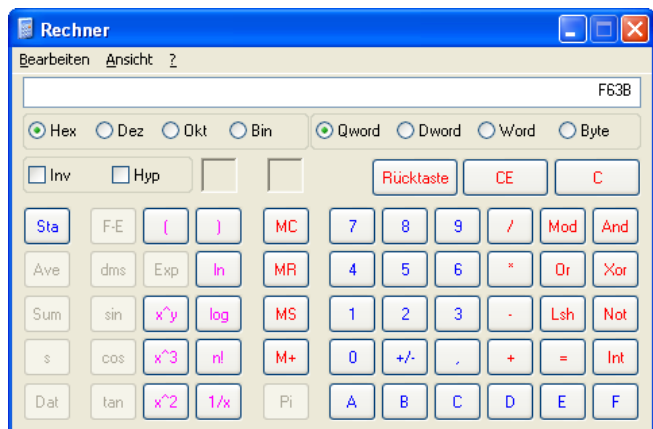 Rechner
Bearbeiten Ansicht ?
F63B
Hex Dez Okt Bin Qword Dword Word Byte
Inv Hyp Rücktaste CE C
Sta F-E ( ) MC 7 8 9 / Mod And
Ave dms Exp ln MR 4 5 6 * Or Xor
Sum sin x^y log MS 1 2 3 - Lsh Not
s cos x^3 n! M+ 0 +/- , + = Int
Dat tan x^2 1/x Pi A B C D E F